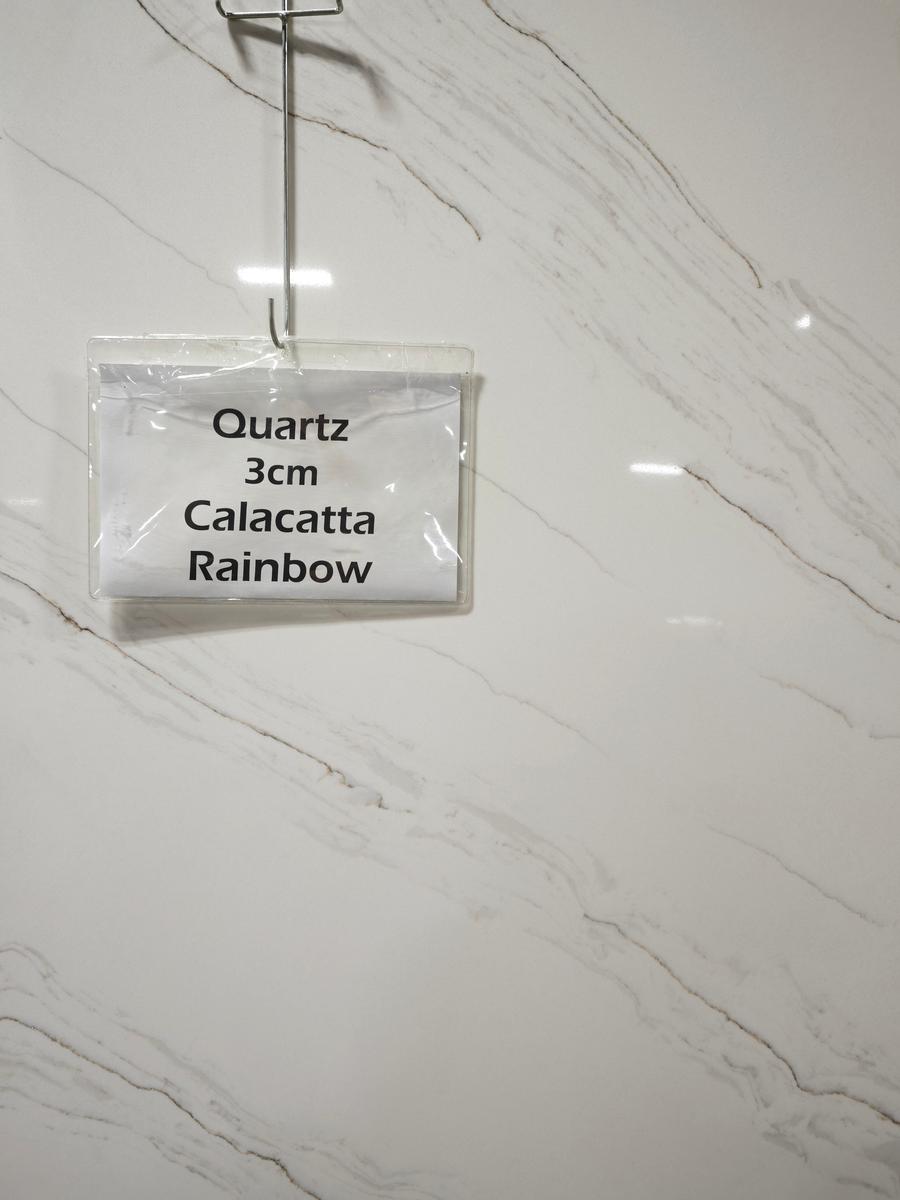 Quartz
3cm
Calacatta
Rainbow